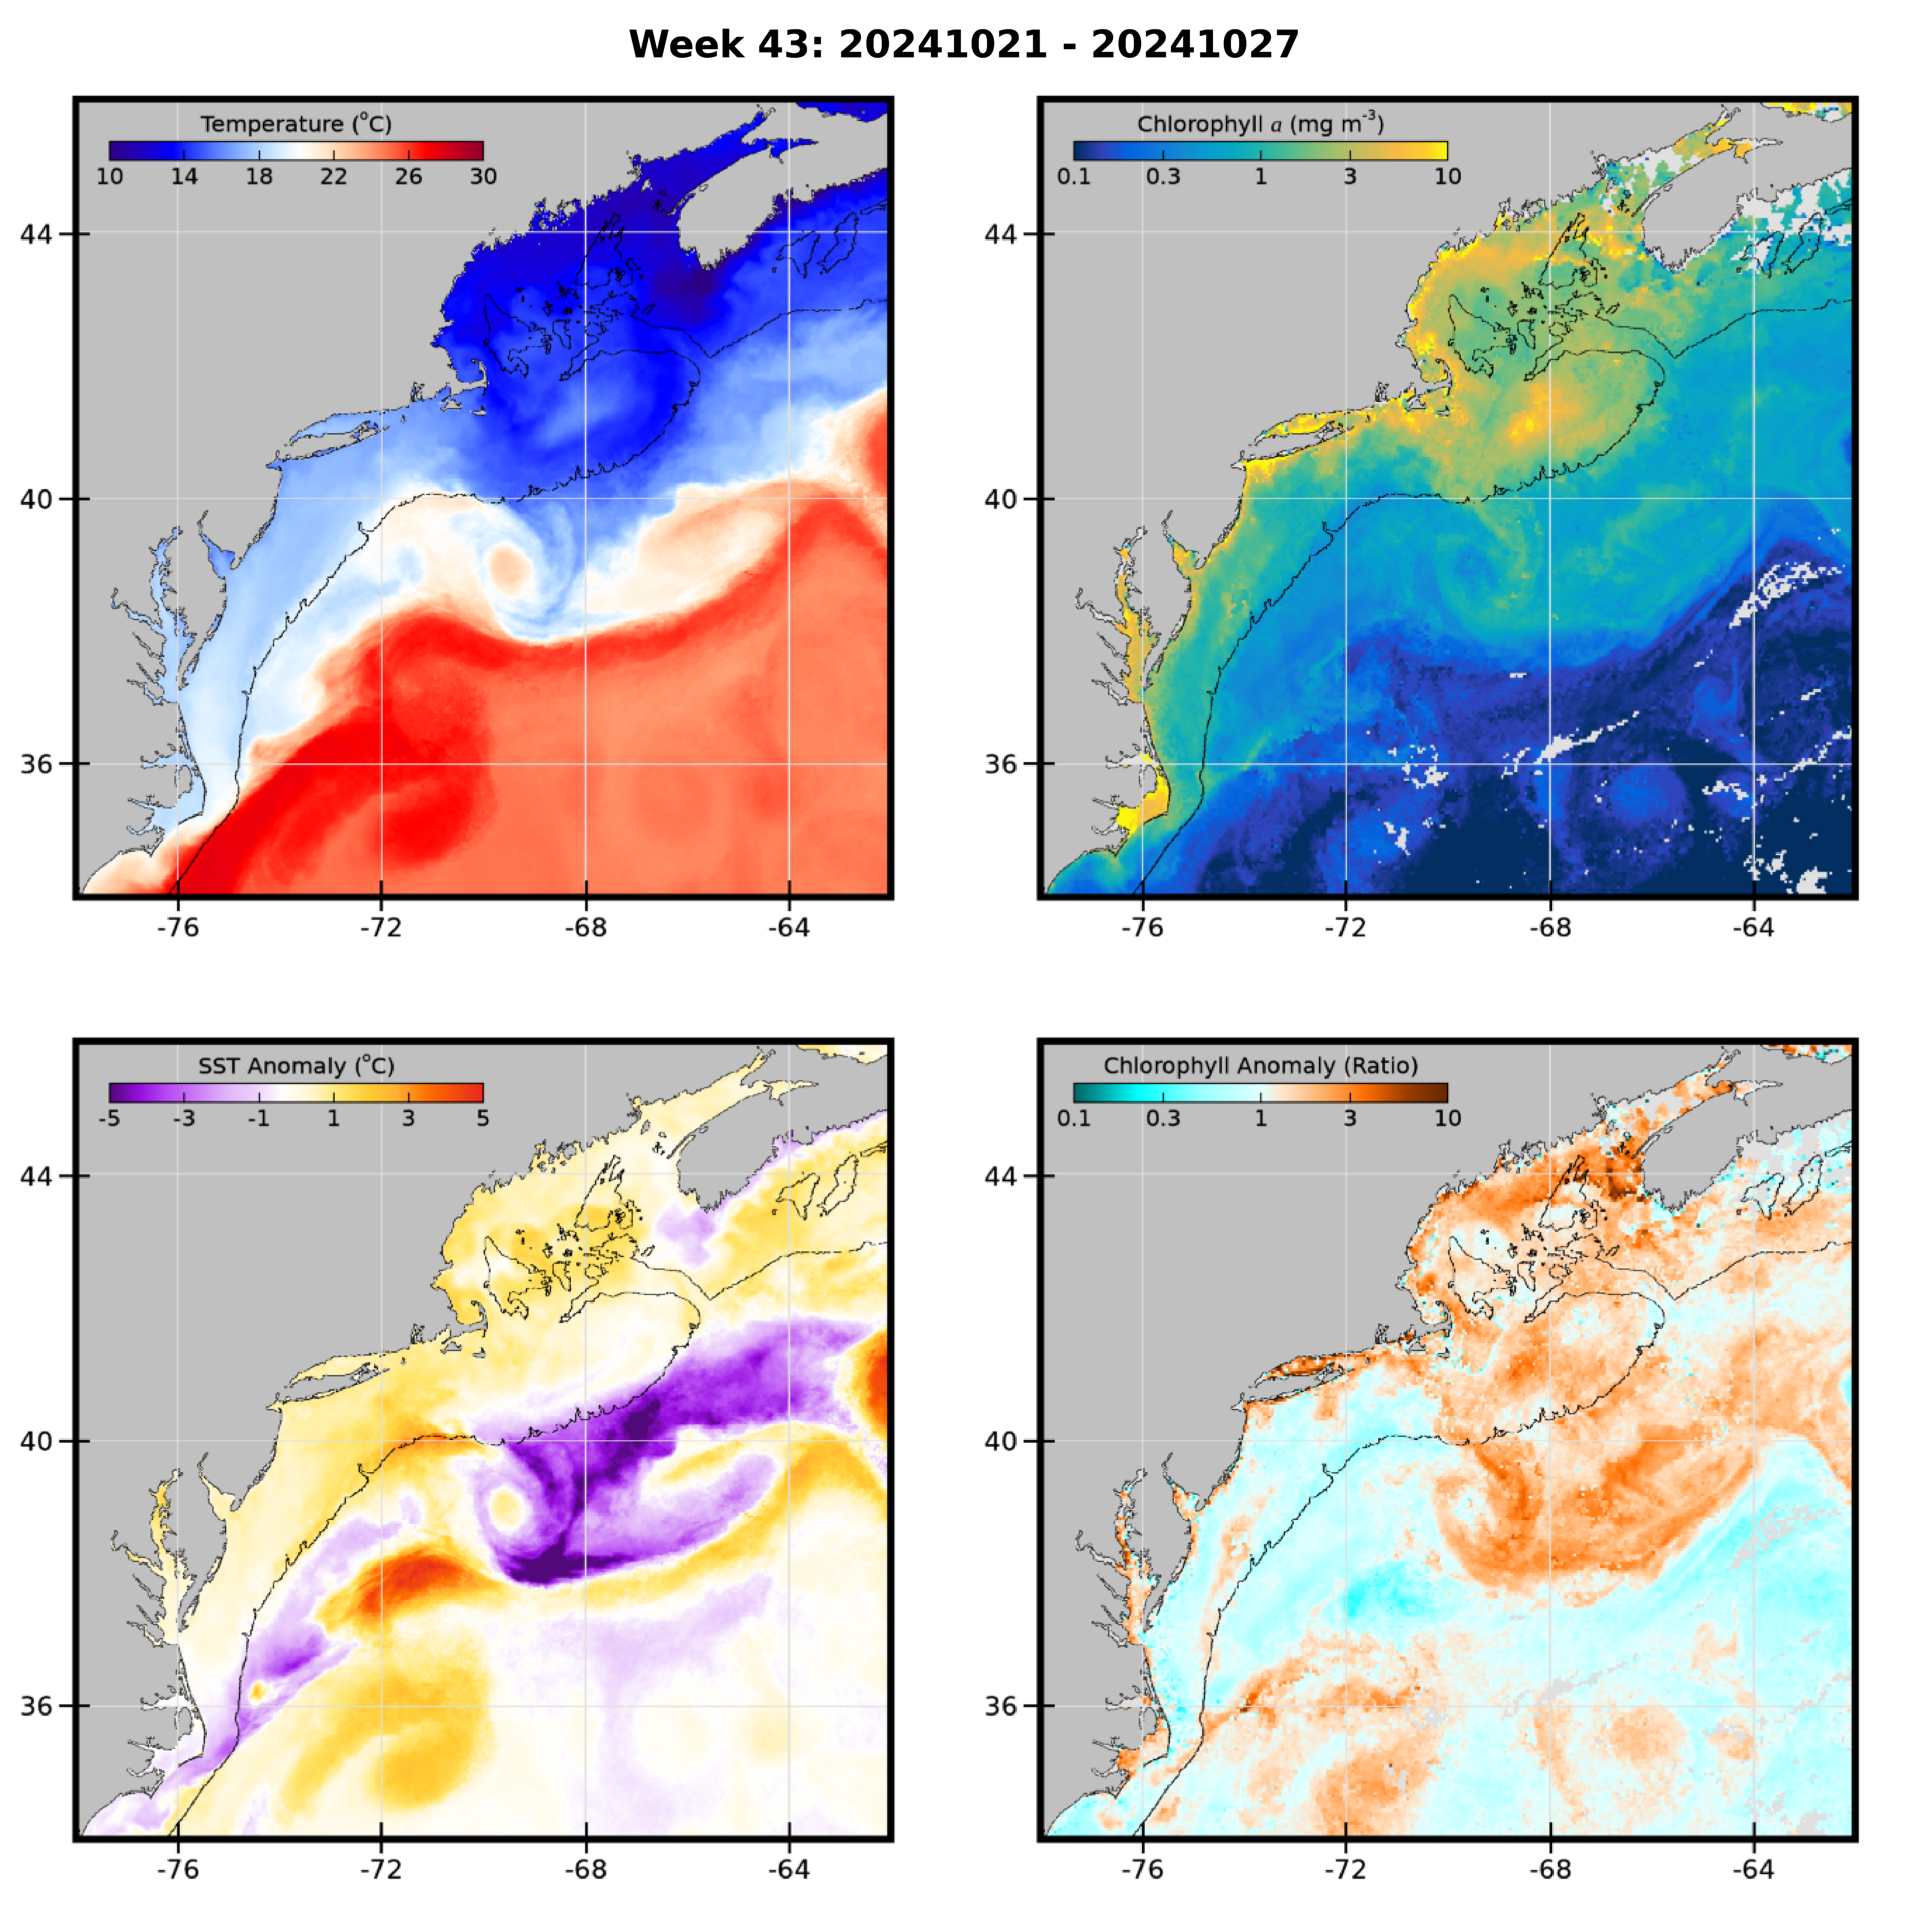 Week 43: 20241021 - 20241027
Temperature (°C)
10 14 18 22 26 30
44
40
36
-76 -72 -68 -64
Chlorophyll a (mg m⁻³)
0.1 0.3 1 3 10
44
40
36
-76 -72 -68 -64
SST Anomaly (°C)
-5 -3 -1 1 3 5
44
40
36
-76 -72 -68 -64
Chlorophyll Anomaly (Ratio)
0.1 0.3 1 3 10
44
40
36
-76 -72 -68 -64